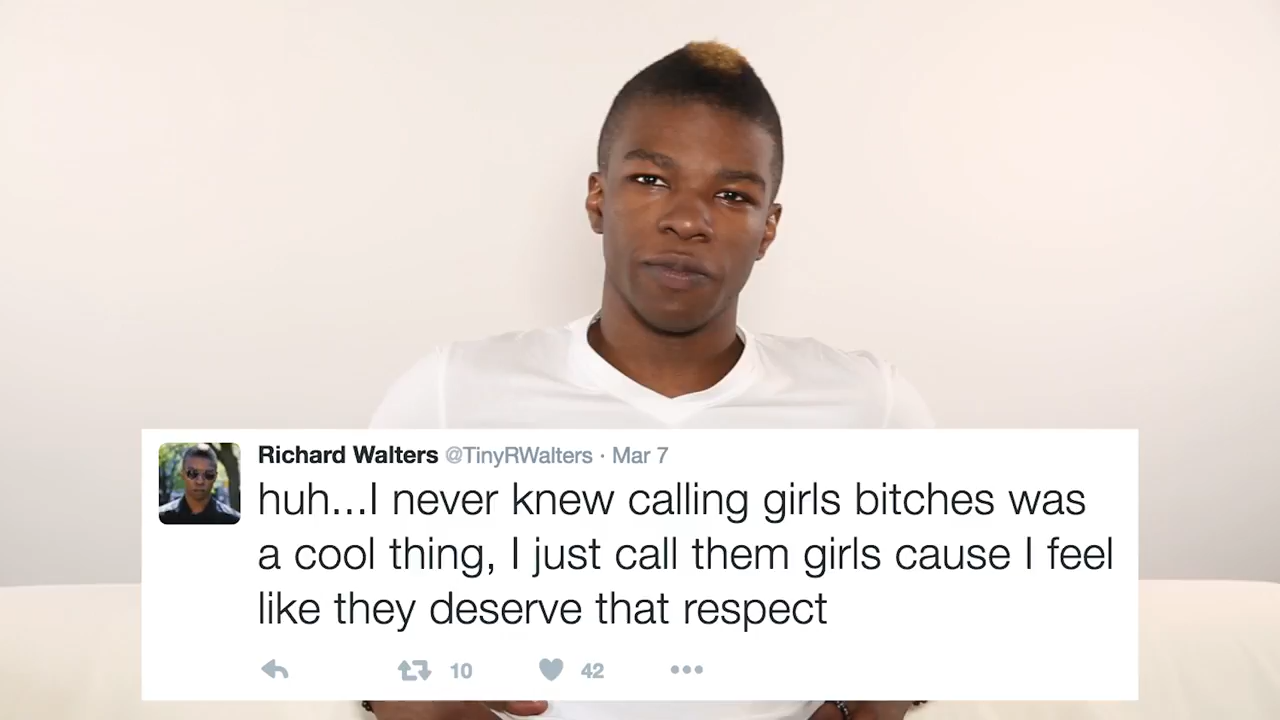 Richard Walters @TinyRWalters · Mar 7
huh...I never knew calling girls bitches was
a cool thing, I just call them girls cause I feel
like they deserve that respect
10 42